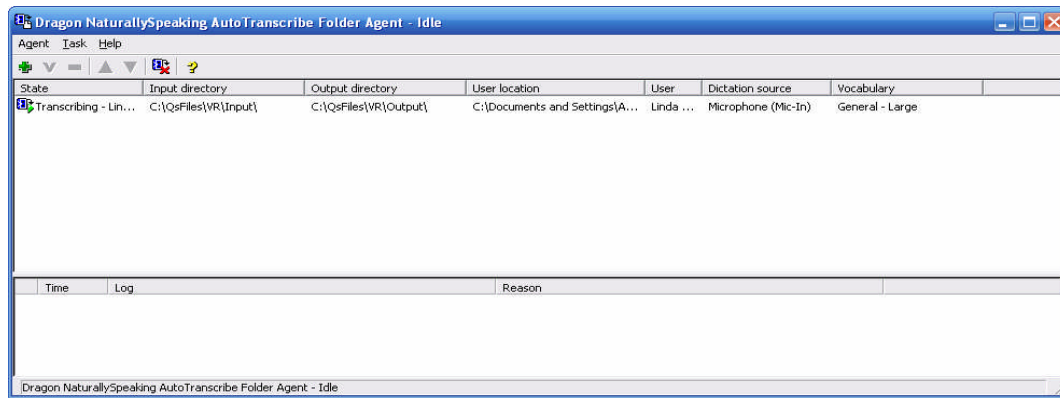 Dragon NaturallySpeaking AutoTranscribe Folder Agent - Idle
Agent Task Help
State Input directory Output directory User location User Dictation source Vocabulary
Transcribing - Lin... C:\QsFiles\VR\Input\ C:\QsFiles\VR\Output\ C:\Documents and Settings\A... Linda ... Microphone (Mic-In) General - Large
Time Log Reason
Dragon NaturallySpeaking AutoTranscribe Folder Agent - Idle